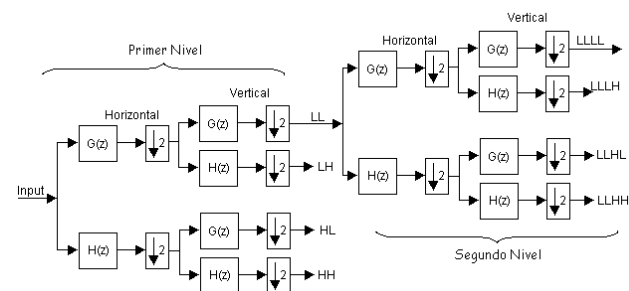 Primer Nivel
Horizontal
Vertical
Input
G(z)
↓2
G(z)
↓2
LL
H(z)
↓2
LH
H(z)
↓2
G(z)
↓2
HL
H(z)
↓2
HH
Horizontal
Vertical
G(z)
↓2
G(z)
↓2
LLLL
H(z)
↓2
LLLH
H(z)
↓2
G(z)
↓2
LLHL
H(z)
↓2
LLHH
Segundo Nivel